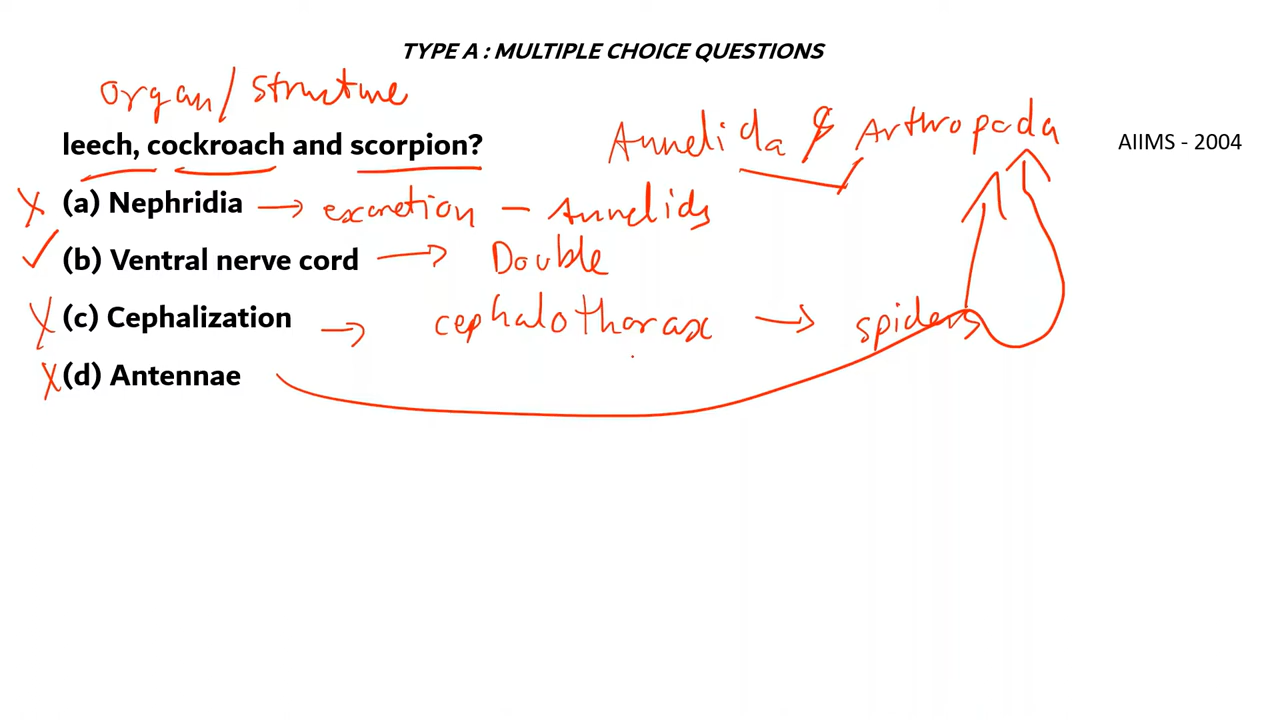 TYPE A : MULTIPLE CHOICE QUESTIONS
organ/structure
leech, cockroach and scorpion?
Annelida & Arthropoda
AIIMS - 2004
X (a) Nephridia → excretion - Annelids
✓ (b) Ventral nerve cord → Double
X (c) Cephalization → cephalothorax → spiders
X (d) Antennae